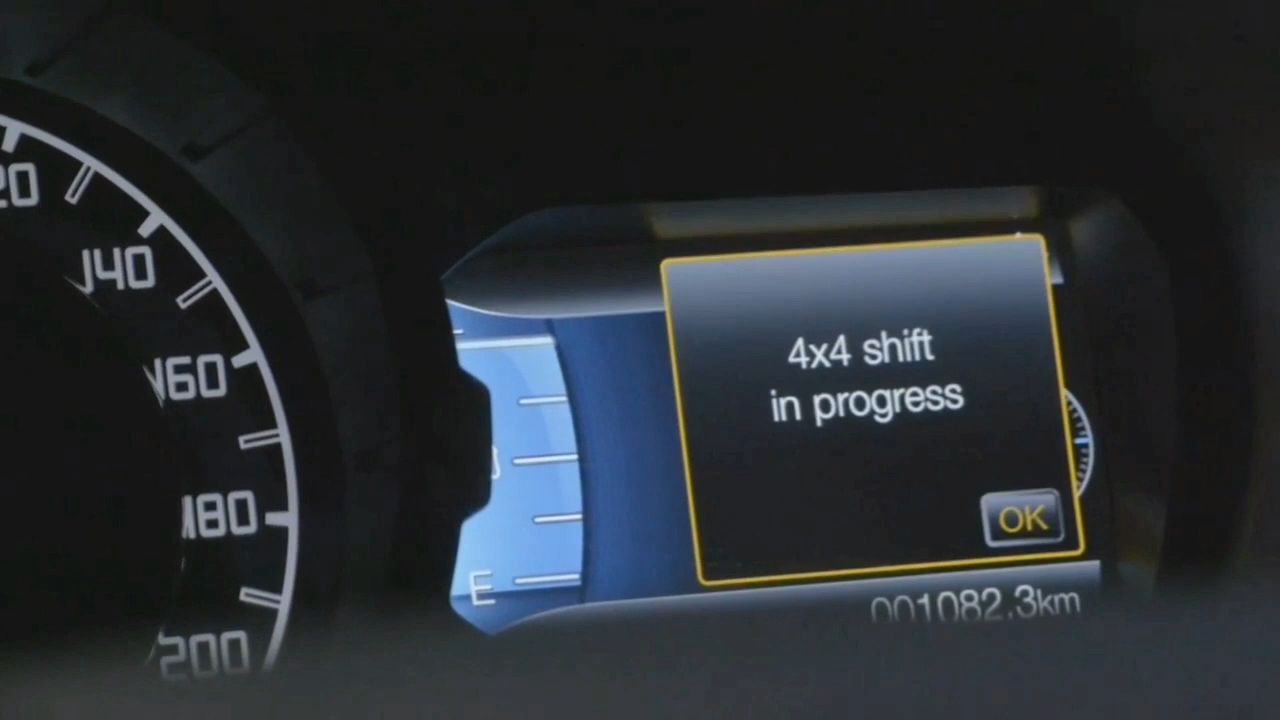 20
140
160
180
200
4x4 shift
in progress
OK
E
001082.3km